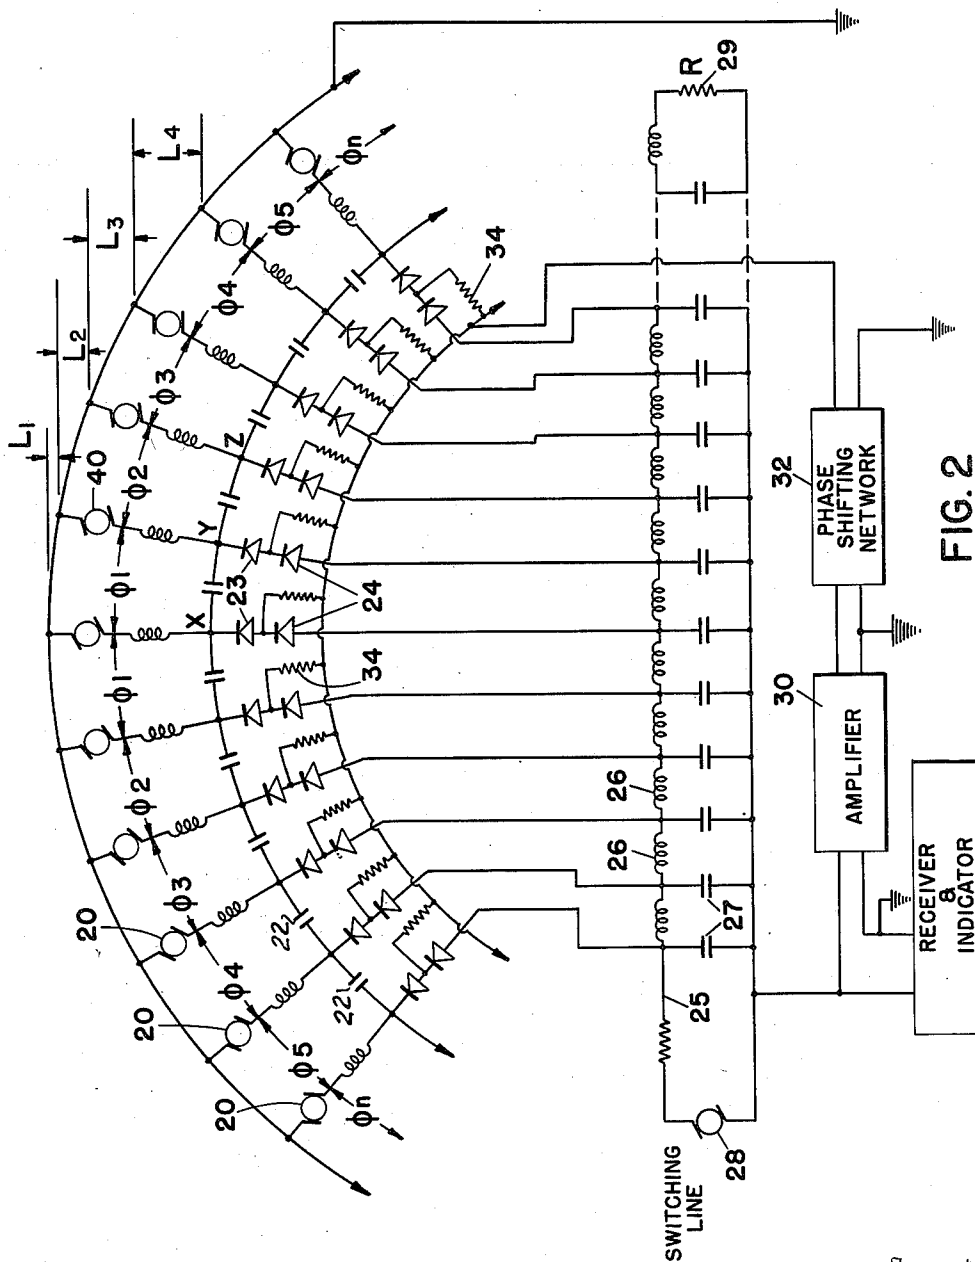 L1
L2
L3
L4
40
φn
φ5
φ4
φ3
φ2
φ1
φ1
φ2
φ3
φ4
φ5
φn
20
20
20
X
Y
Z
23
24
34
34
22
22
26
26
27
25
28
R
29
SWITCHING
LINE
30
AMPLIFIER
32
PHASE
SHIFTING
NETWORK
RECEIVER
&
INDICATOR
FIG. 2